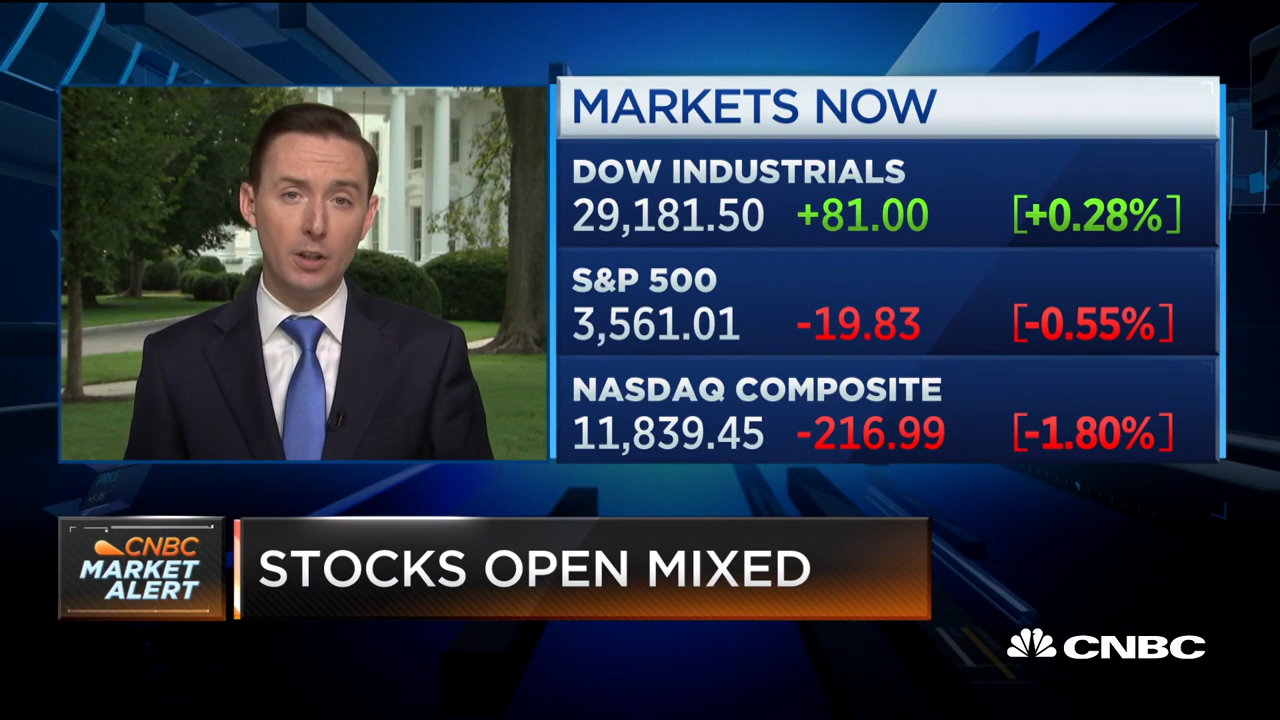 MARKETS NOW
DOW INDUSTRIALS
29,181.50 +81.00 [+0.28%]
S&P 500
3,561.01 -19.83 [-0.55%]
NASDAQ COMPOSITE
11,839.45 -216.99 [-1.80%]
CNBC
MARKET
ALERT
STOCKS OPEN MIXED
CNBC